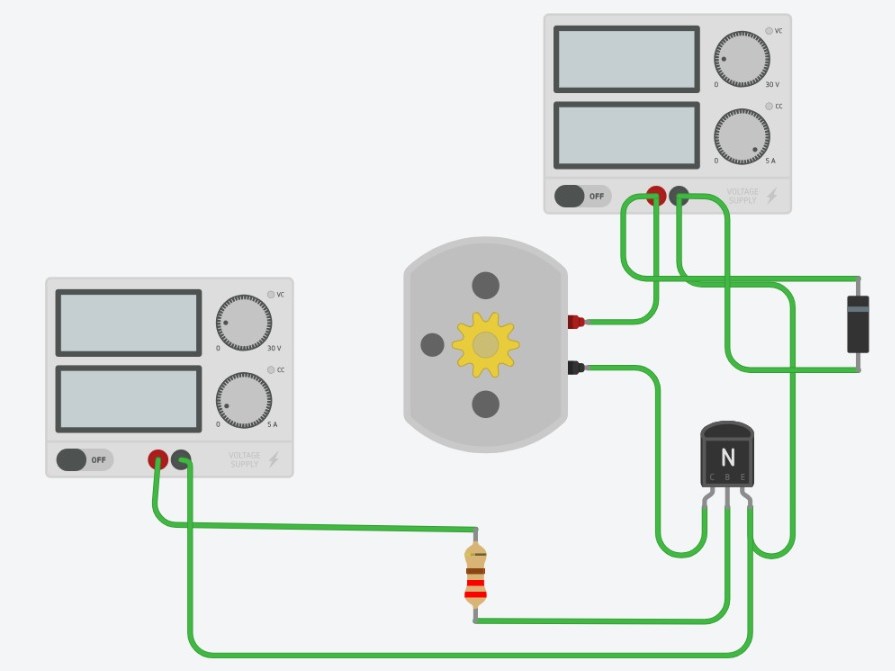 VC
0 30 V
CC
0 5 A
OFF
VOLTAGE
SUPPLY
VC
0 30 V
CC
0 5 A
OFF
VOLTAGE
SUPPLY
N
C B E